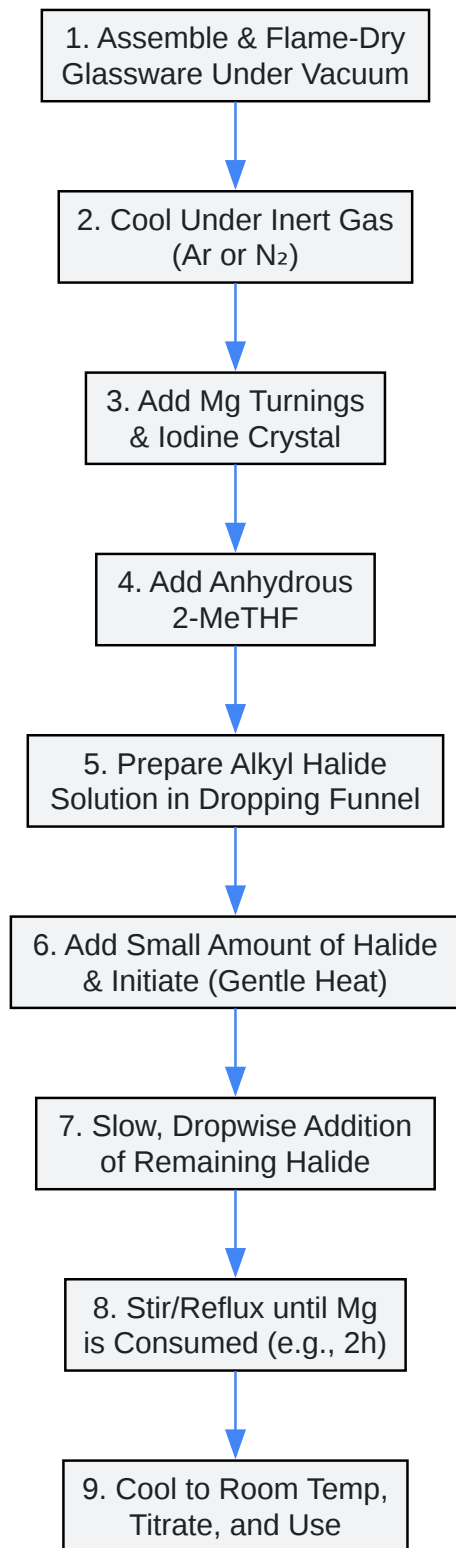 1. Assemble & Flame-Dry
Glassware Under Vacuum
2. Cool Under Inert Gas
(Ar or N₂)
3. Add Mg Turnings
& Iodine Crystal
4. Add Anhydrous
2-MeTHF
5. Prepare Alkyl Halide
Solution in Dropping Funnel
6. Add Small Amount of Halide
& Initiate (Gentle Heat)
7. Slow, Dropwise Addition
of Remaining Halide
8. Stir/Reflux until Mg
is Consumed (e.g., 2h)
9. Cool to Room Temp,
Titrate, and Use